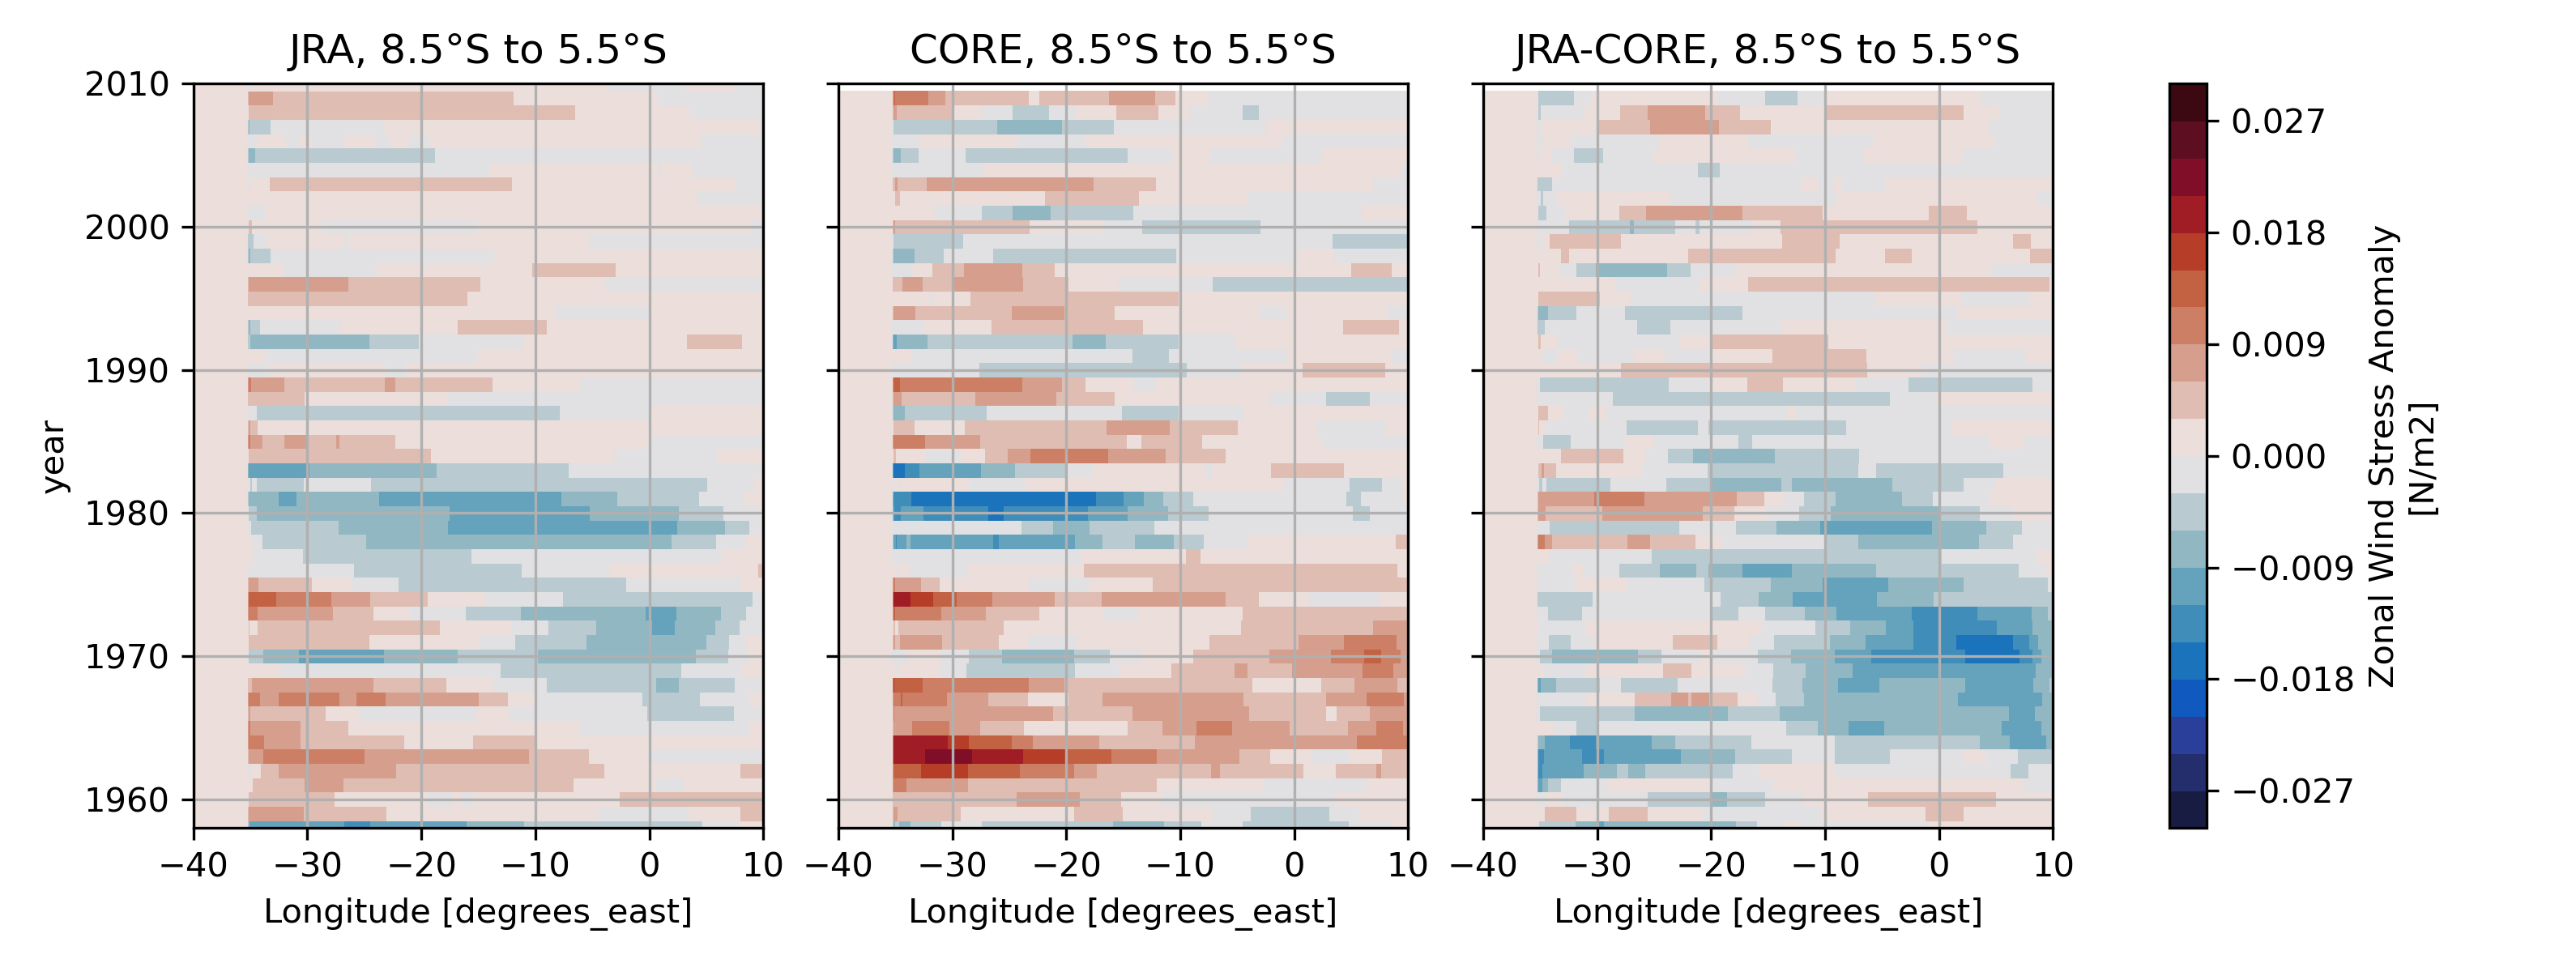 JRA, 8.5°S to 5.5°S
CORE, 8.5°S to 5.5°S
JRA-CORE, 8.5°S to 5.5°S
2010
2000
1990
1980
1970
1960
year
−40 −30 −20 −10 0 10
−40 −30 −20 −10 0 10
−40 −30 −20 −10 0 10
Longitude [degrees_east]
Longitude [degrees_east]
Longitude [degrees_east]
0.027
0.018
0.009
0.000
−0.009
−0.018
−0.027
Zonal Wind Stress Anomaly
[N/m2]